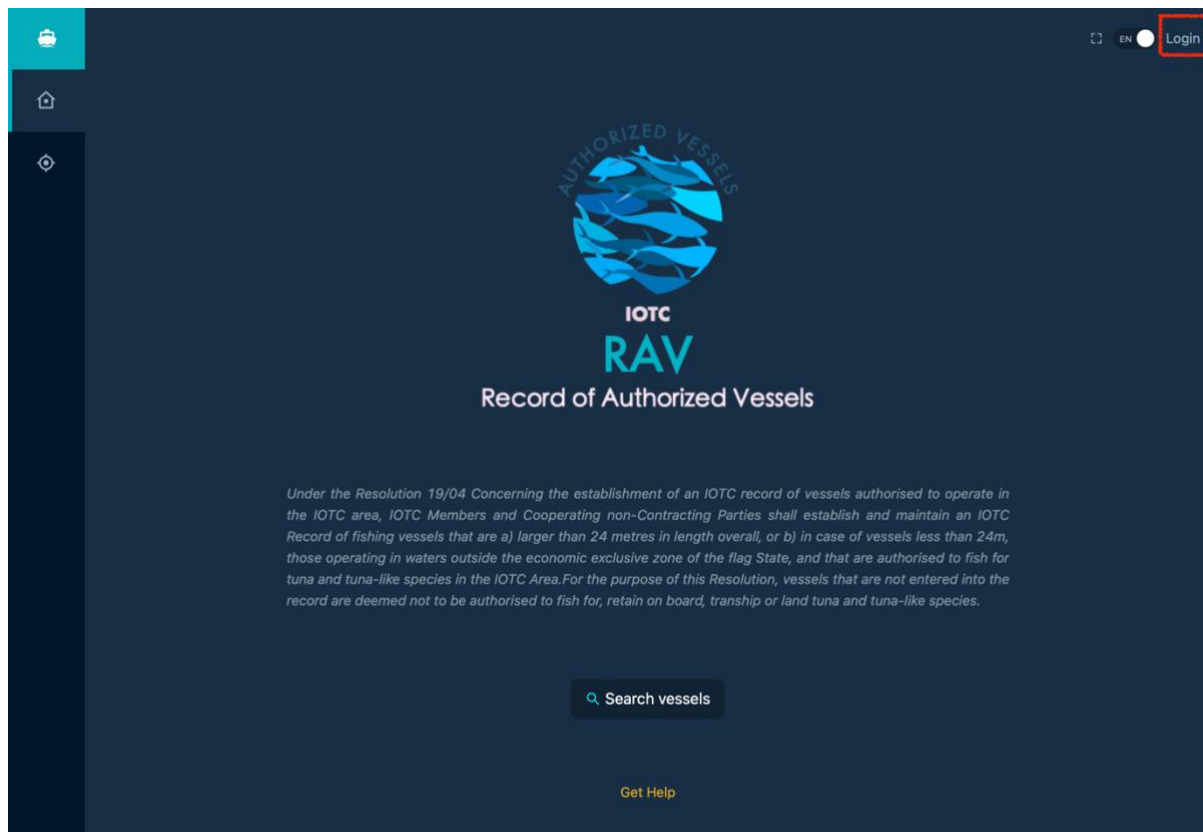 EN
Login
AUTHORIZED VESSELS
IOTC
RAV
Record of Authorized Vessels
Under the Resolution 19/04 Concerning the establishment of an IOTC record of vessels authorised to operate in
the IOTC area, IOTC Members and Cooperating non-Contracting Parties shall establish and maintain an IOTC
Record of fishing vessels that are a) larger than 24 metres in length overall, or b) in case of vessels less than 24m,
those operating in waters outside the economic exclusive zone of the flag State, and that are authorised to fish for
tuna and tuna-like species in the IOTC Area.For the purpose of this Resolution, vessels that are not entered into the
record are deemed not to be authorised to fish for, retain on board, tranship or land tuna and tuna-like species.
Search vessels
Get Help